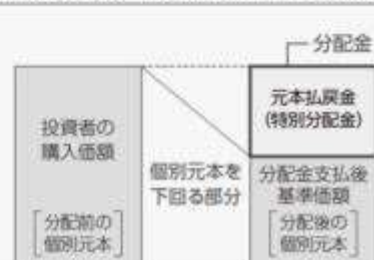 分配金
元本払戻金
(特別分配金)
投資者の
購入価額
個別元本を
下回る部分
分配金支払後
基準価額
分配前の
個別元本
分配後の
個別元本